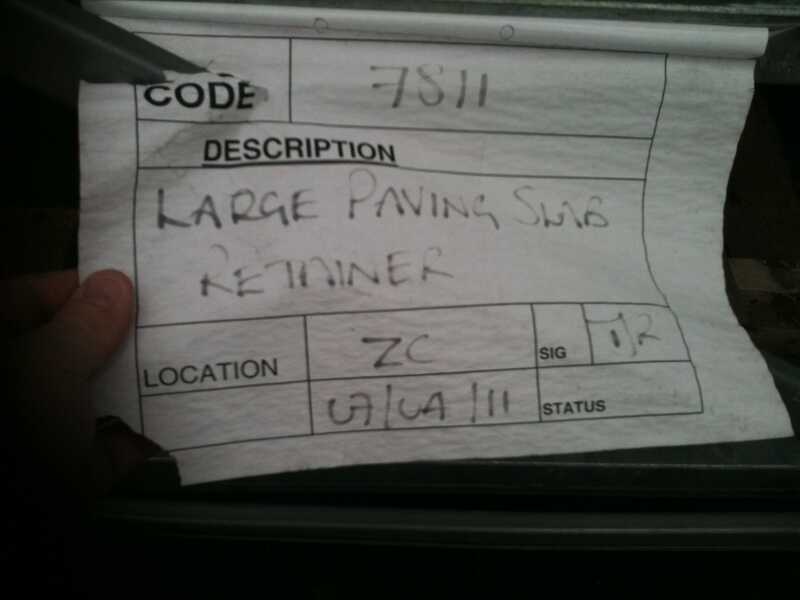 CODE 7811
DESCRIPTION
LARGE PAVING SLAB
RETAINER
LOCATION ZC SIG
07/04/11 STATUS